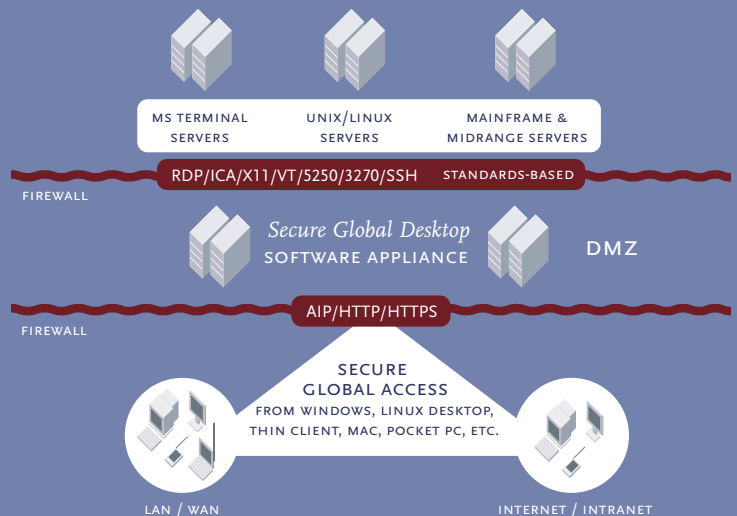 MS TERMINAL SERVERS
UNIX/LINUX SERVERS
MAINFRAME & MIDRANGE SERVERS
RDP/ICA/X11/VT/5250/3270/SSH STANDARDS-BASED
FIREWALL
Secure Global Desktop
SOFTWARE APPLIANCE
DMZ
AIP/HTTP/HTTPS
FIREWALL
SECURE
GLOBAL ACCESS
FROM WINDOWS, LINUX DESKTOP,
THIN CLIENT, MAC, POCKET PC, ETC.
LAN / WAN
INTERNET / INTRANET